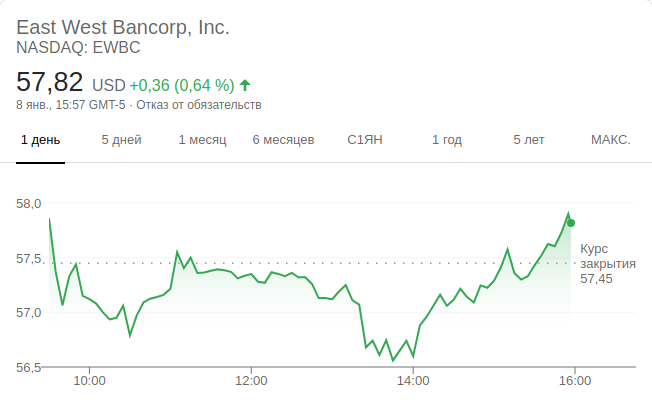 East West Bancorp, Inc.
NASDAQ: EWBC
57,82 USD +0,36 (0,64 %)
8 янв., 15:57 GMT-5 · Отказ от обязательств
1 день 5 дней 1 месяц 6 месяцев С1ЯН 1 год 5 лет МАКС.
58,0
57,5
57,0
56,5
Курс
закрытия
57,45
10:00 12:00 14:00 16:00